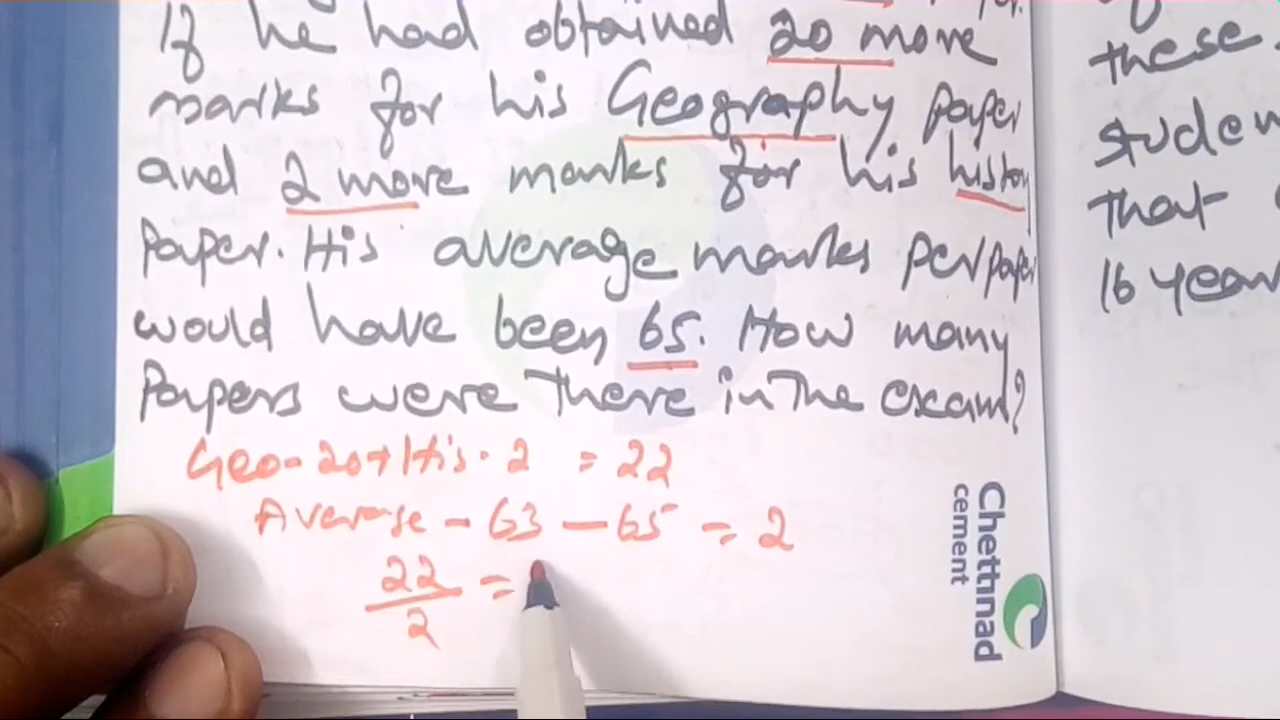 If he had obtained 20 more
marks for his Geography paper
and 2 more marks for his history
Paper. His average marks per paper
would have been 65. How many
Papers were there in the exam?
Geo - 20 + His - 2 = 22
Average - 63 - 65 = 2
22
2
=
Chettinad
cement
these
studen
that
16 year